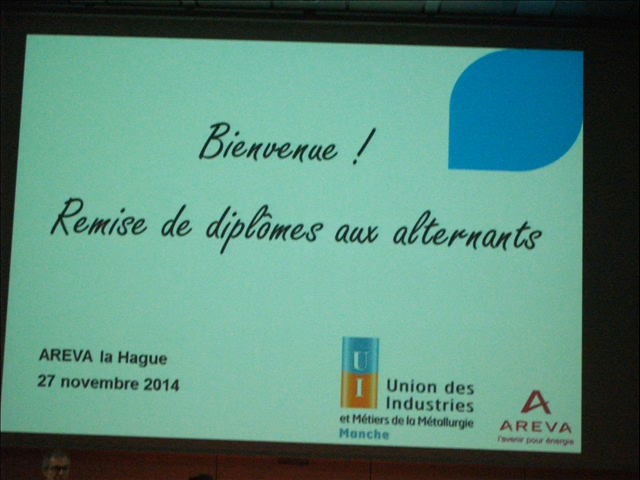 Bienvenue !
Remise de diplômes aux alternants
AREVA la Hague
27 novembre 2014
UI
Union des
Industries
et Métiers de la Métallurgie
Manche
AREVA
l'avenir pour énergie